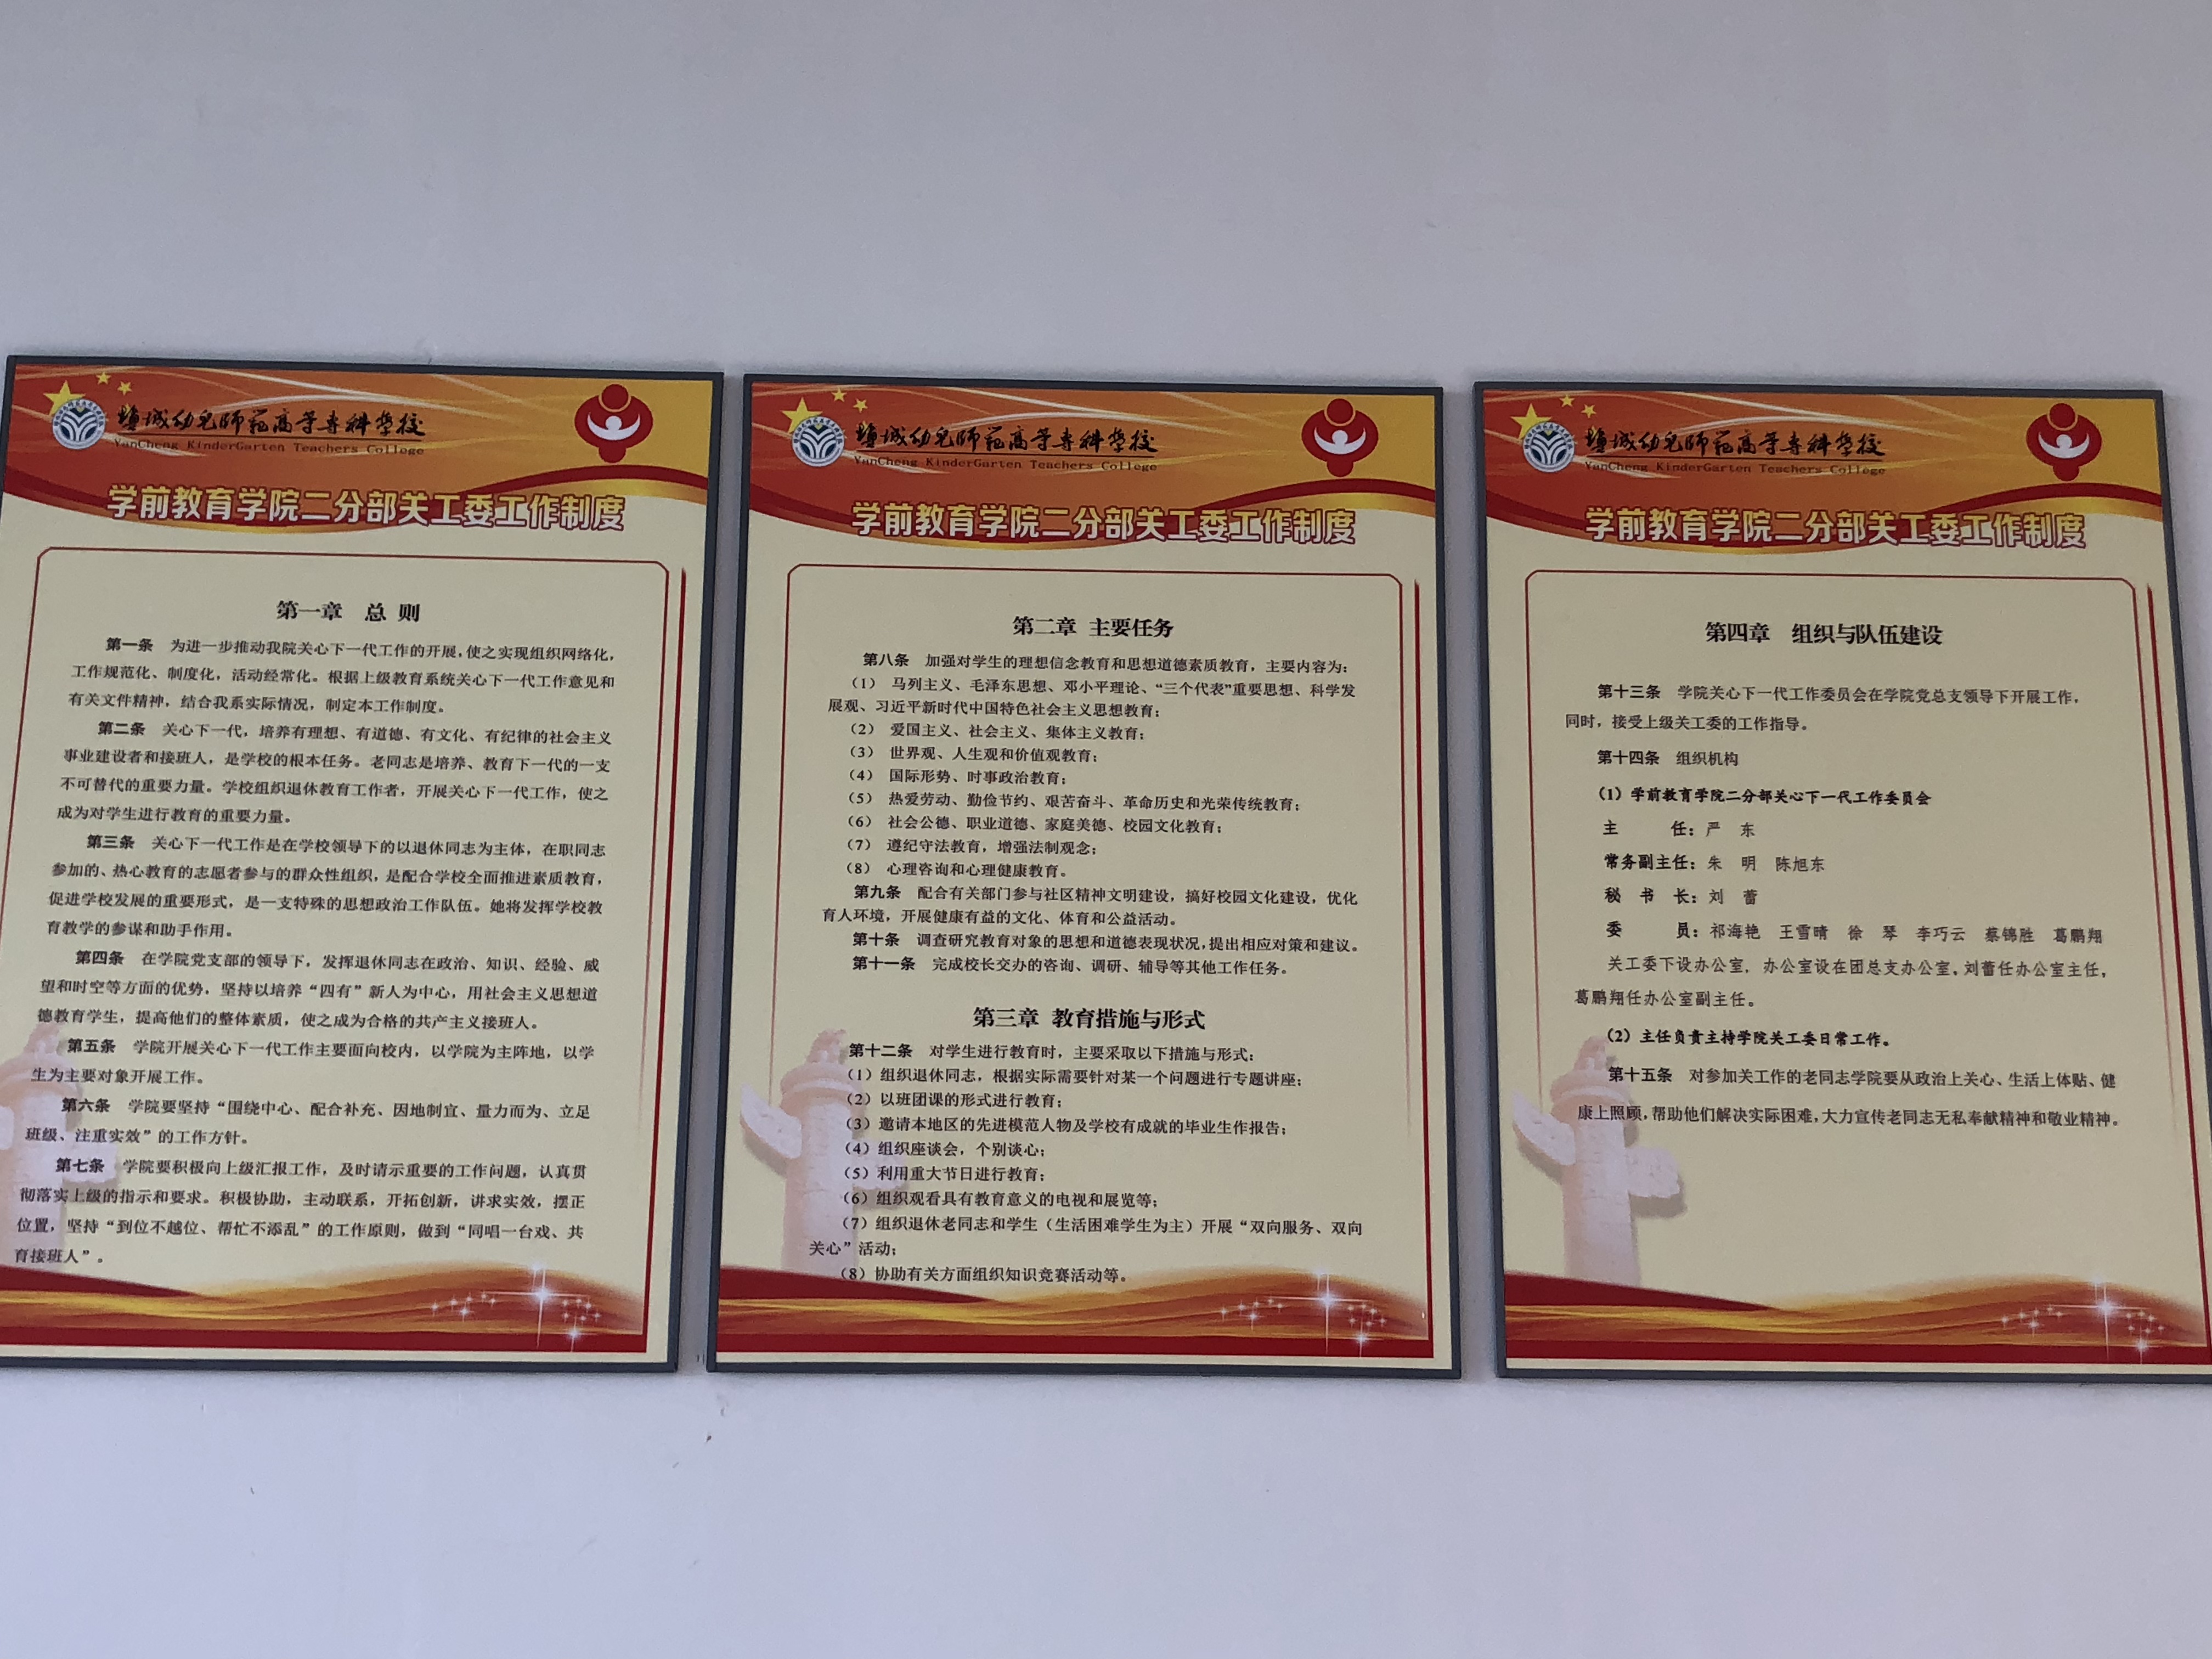 盐城幼儿师范高等专科学校
YanCheng KinderGarten Teachers College
学前教育学院二分部关工委工作制度
第一章 总 则
第一条 为进一步推动我院关心下一代工作的开展,使之实现组织网络化,
工作规范化、制度化，活动经常化。根据上级教育系统关心下一代工作意见和
有关文件精神，结合我系实际情况，制定本工作制度。
第二条 关心下一代，培养有理想、有道德、有文化、有纪律的社会主义
事业建设者和接班人，是学校的根本任务。老同志是培养、教育下一代的一支
不可替代的重要力量。学校组织退休教育工作者，开展关心下一代工作，使之
成为对学生进行教育的重要力量。
第三条 关心下一代工作是在学校领导下的以退休同志为主体，在职同志
参加的、热心教育的志愿者参与的群众性组织，是配合学校全面推进素质教育，
促进学校发展的重要形式，是一支特殊的思想政治工作队伍。她将发挥学校教
育教学的参谋和助手作用。
第四条 在学院党支部的领导下，发挥退休同志在政治、知识、经验、威
望和时空等方面的优势，坚持以培养“四有”新人为中心，用社会主义思想道
德教育学生，提高他们的整体素质，使之成为合格的共产主义接班人。
第五条 学院开展关心下一代工作主要面向校内，以学院为主阵地，以学
生为主要对象开展工作。
第六条 学院要坚持“围绕中心、配合补充、因地制宜、量力而为、立足
班级、注重实效”的工作方针。
第七条 学院要积极向上级汇报工作，及时请示重要的工作问题，认真贯
彻落实上级的指示和要求。积极协助，主动联系，开拓创新，讲求实效，摆正
位置，坚持“到位不越位、帮忙不添乱”的工作原则，做到“同唱一台戏、共
育接班人”。
盐城幼儿师范高等专科学校
YanCheng KinderGarten Teachers College
学前教育学院二分部关工委工作制度
第二章 主要任务
第八条 加强对学生的理想信念教育和思想道德素质教育，主要内容为：
（1） 马列主义、毛泽东思想、邓小平理论、“三个代表”重要思想、科学发
展观、习近平新时代中国特色社会主义思想教育；
（2） 爱国主义、社会主义、集体主义教育；
（3） 世界观、人生观和价值观教育；
（4） 国际形势、时事政治教育；
（5） 热爱劳动、勤俭节约、艰苦奋斗、革命历史和光荣传统教育；
（6） 社会公德、职业道德、家庭美德、校园文化教育；
（7） 遵纪守法教育，增强法制观念；
（8） 心理咨询和心理健康教育。
第九条 配合有关部门参与社区精神文明建设，搞好校园文化建设，优化
育人环境，开展健康有益的文化、体育和公益活动。
第十条 调查研究教育对象的思想和道德表现状况,提出相应对策和建议。
第十一条 完成校长交办的咨询、调研、辅导等其他工作任务。
第三章 教育措施与形式
第十二条 对学生进行教育时，主要采取以下措施与形式：
（1）组织退休同志，根据实际需要针对某一个问题进行专题讲座；
（2）以班团课的形式进行教育；
（3）邀请本地区的先进模范人物及学校有成就的毕业生作报告；
（4）组织座谈会，个别谈心；
（5）利用重大节日进行教育；
（6）组织观看具有教育意义的电视和展览等；
（7）组织退休老同志和学生（生活困难学生为主）开展“双向服务、双向
关心”活动；
（8）协助有关方面组织知识竞赛活动等。
盐城幼儿师范高等专科学校
YanCheng KinderGarten Teachers College
学前教育学院二分部关工委工作制度
第四章 组织与队伍建设
第十三条 学院关心下一代工作委员会在学院党总支领导下开展工作，
同时，接受上级关工委的工作指导。
第十四条 组织机构
（1）学前教育学院二分部关心下一代工作委员会
主 任：严 东
常务副主任：朱 明 陈旭东
秘 书 长：刘 蕾
委 员：祁海艳 王雪晴 徐 琴 李巧云 蔡锦胜 葛鹏翔
关工委下设办公室，办公室设在团总支办公室,刘蕾任办公室主任，
葛鹏翔任办公室副主任。
（2）主任负责主持学院关工委日常工作。
第十五条 对参加关工作的老同志学院要从政治上关心、生活上体贴、健
康上照顾,帮助他们解决实际困难,大力宣传老同志无私奉献精神和敬业精神。